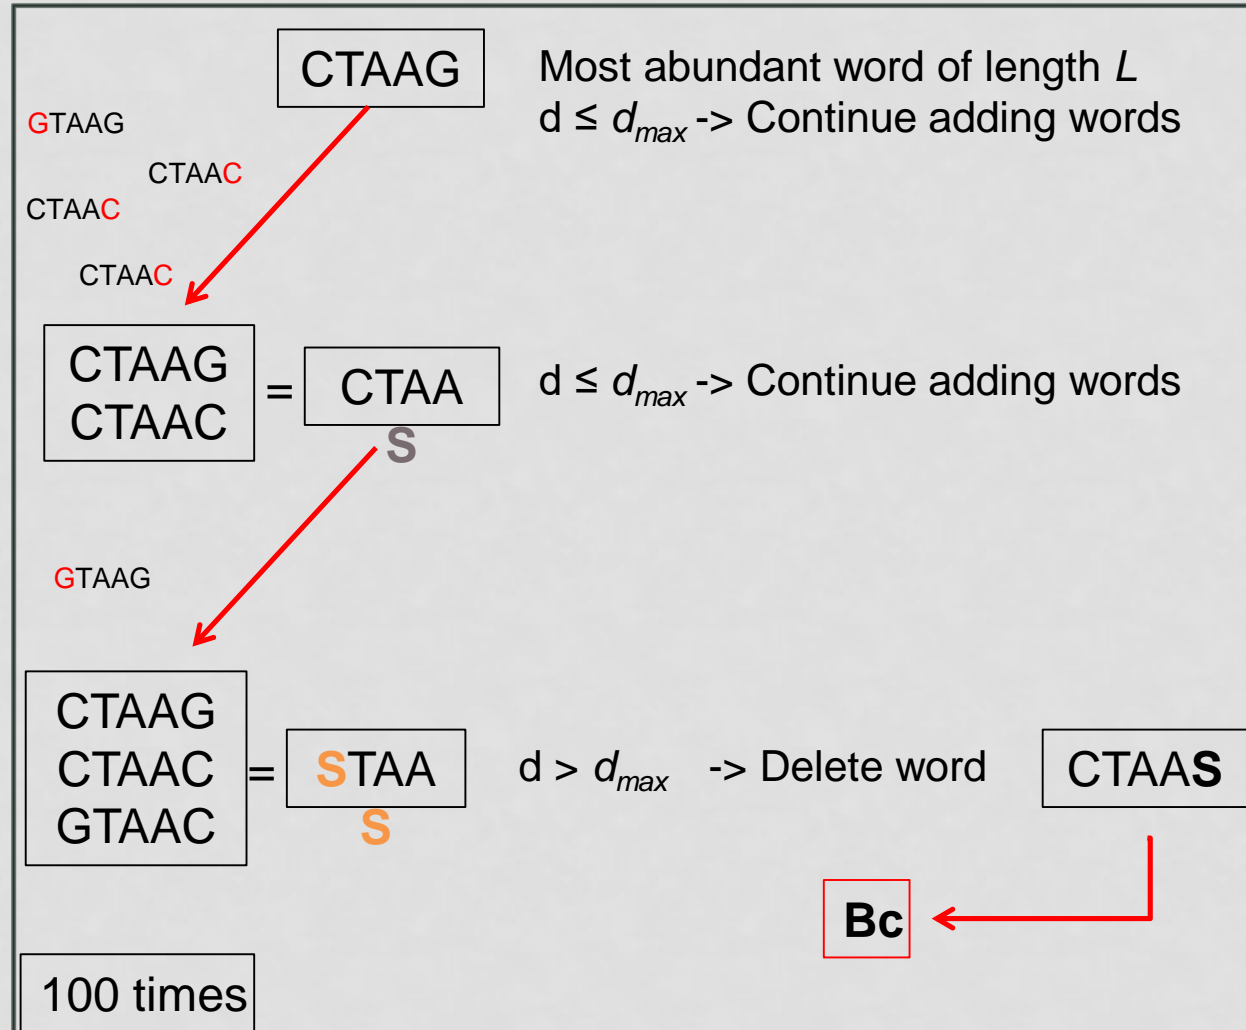 CTAAG
Most abundant word of length L
d ≤ dmax -> Continue adding words
GTAAG
CTAAC
CTAAC
CTAAC
CTAAG
CTAAC
=
CTAA
S
d ≤ dmax -> Continue adding words
GTAAG
CTAAG
CTAAC
GTAAC
=
STAA
S
d > dmax -> Delete word
CTAAS
Bc
100 times